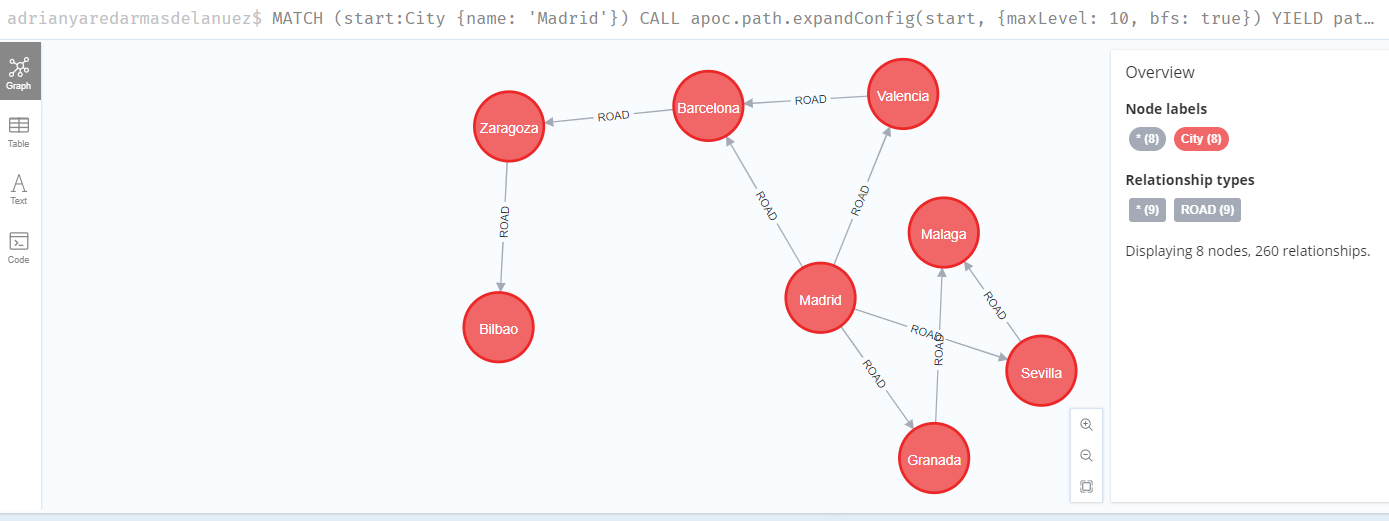 adrianyaredarmasdelanuez$ MATCH (start:City {name: 'Madrid'}) CALL apoc.path.expandConfig(start, {maxLevel: 10, bfs: true}) YIELD pat…
Graph
Table
Text
Code
Zaragoza
ROAD
Barcelona
ROAD
Valencia
ROAD
ROAD
ROAD
Malaga
Madrid
ROAD
ROAD
ROAD
ROAD
Bilbao
Sevilla
Granada
Overview
Node labels
* (8) City (8)
Relationship types
* (9) ROAD (9)
Displaying 8 nodes, 260 relationships.